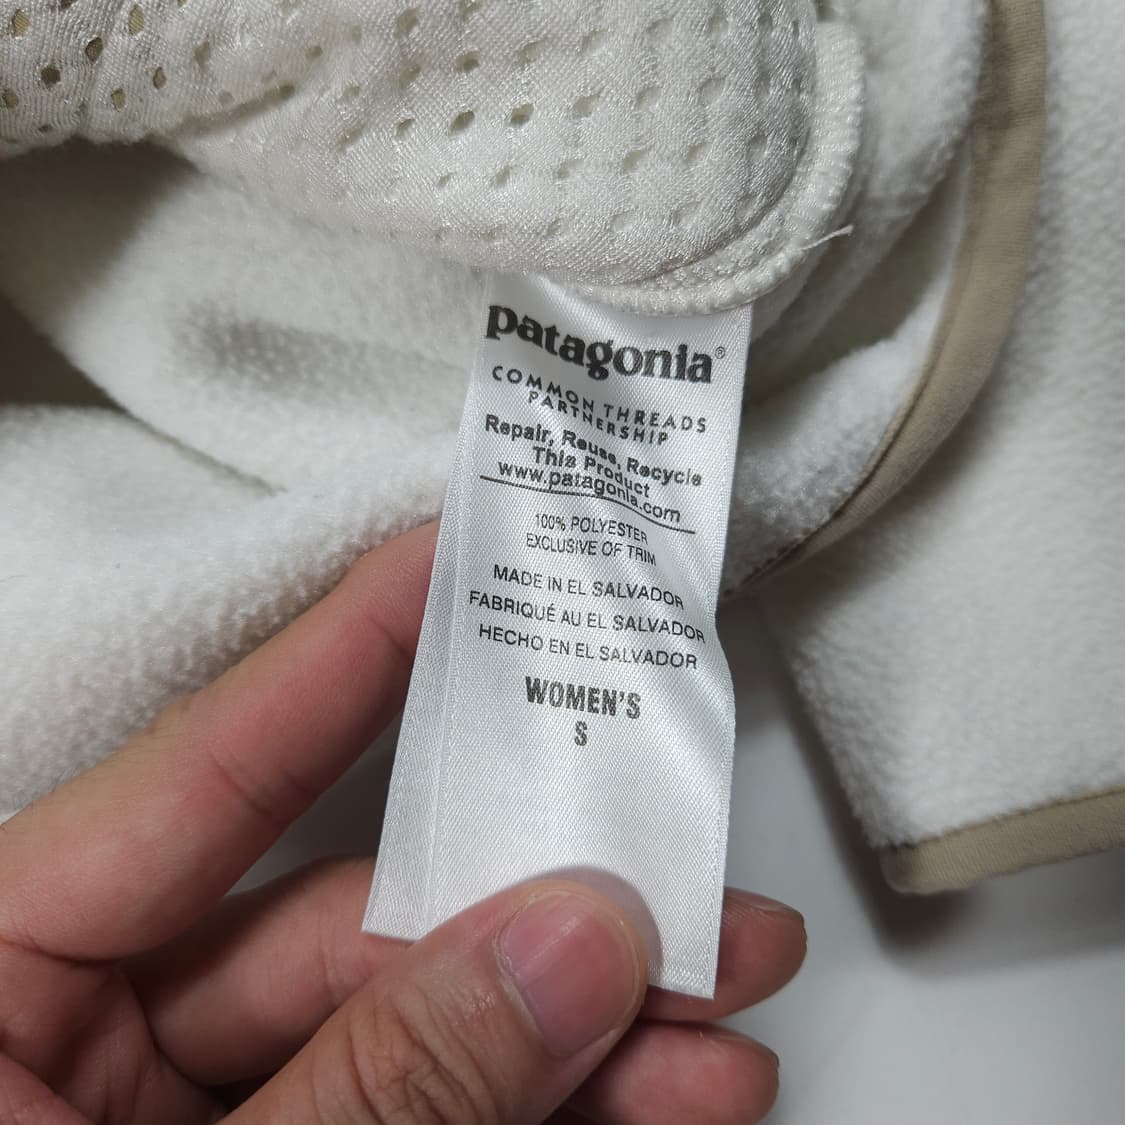 patagonia®
COMMON THREADS
PARTNERSHIP
Repair, Reuse, Recycle
This Product
www.patagonia.com
100% POLYESTER
EXCLUSIVE OF TRIM
MADE IN EL SALVADOR
FABRIQUÉ AU EL SALVADOR
HECHO EN EL SALVADOR
WOMEN'S
S